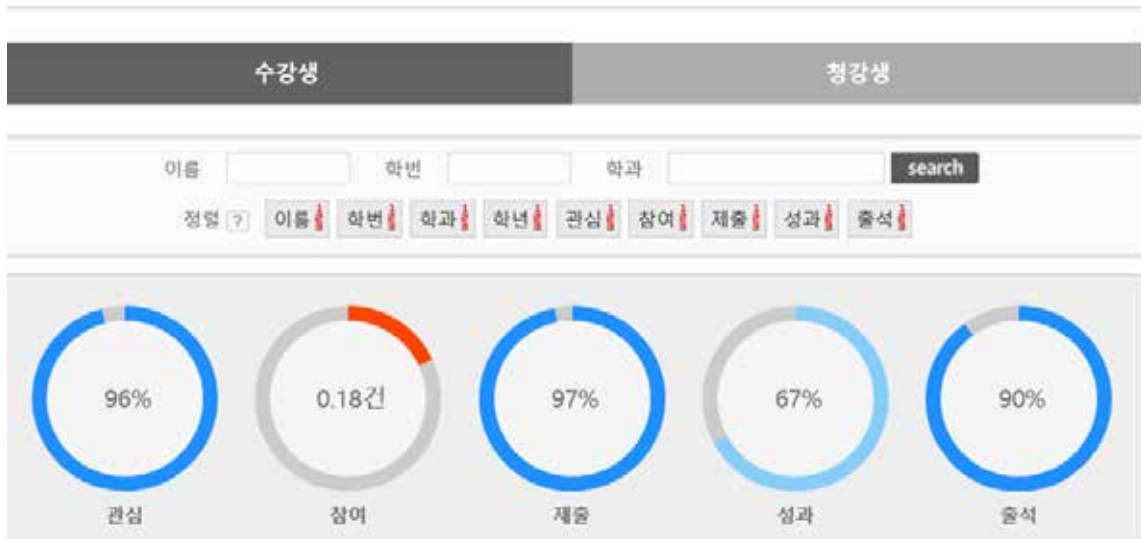 수강생 청강생
이름 학번 학과 search
정렬 ? 이름 학번 학과 학년 관심 참여 제출 성과 출석
96% 0.18건 97% 67% 90%
관심 참여 제출 성과 출석